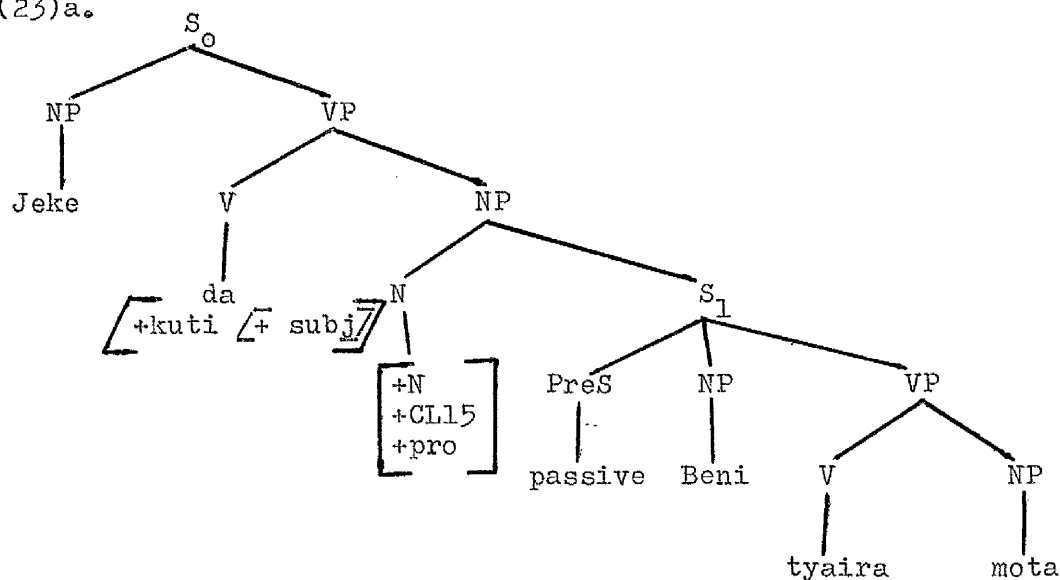 (23)a.
S₀
NP VP
Jeke V NP
da N S₁
[+kuti [+ subj]]
+N PreS NP VP
+CL15
+pro
passive Beni V NP
tyaira mota